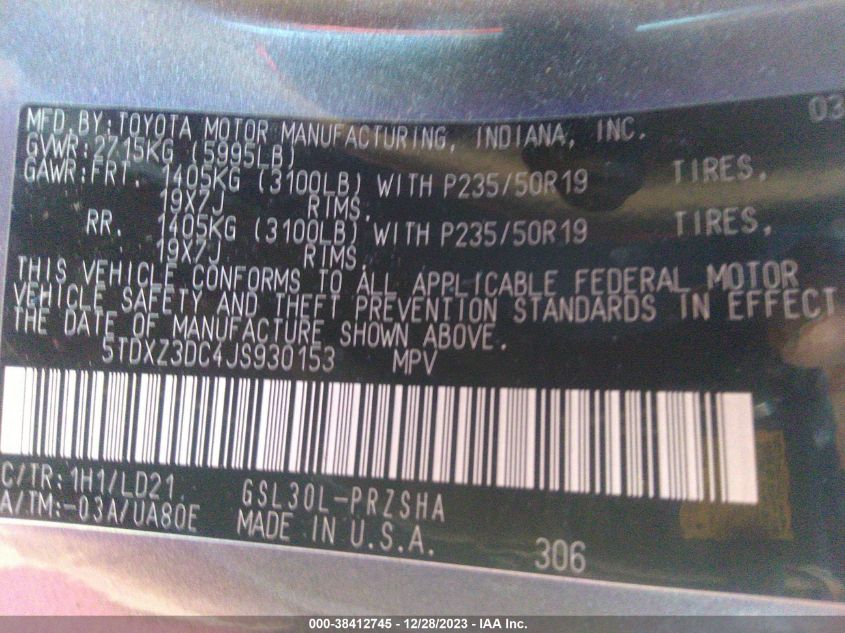 03
MFD.BY:TOYOTA MOTOR MANUFACTURING, INDIANA, INC.
GVWR:2715KG (5995LB)
GAWR:FRT. 1405KG (3100LB) WITH P235/50R19 TIRES,
19X7J RIMS.
RR. 1405KG (3100LB) WITH P235/50R19 TIRES,
19X7J RIMS.
THIS VEHICLE CONFORMS TO ALL APPLICABLE FEDERAL MOTOR
VEHICLE SAFETY AND THEFT PREVENTION STANDARDS IN EFFECT
THE DATE OF MANUFACTURE SHOWN ABOVE.
5TDXZ3DC4JS930153 MPV
C/TR:1H1/LD21
A/TM:-03A/UA80E
GSL30L-PRZSHA
MADE IN U.S.A.
306
000-38412745 - 12/28/2023 - IAA Inc.